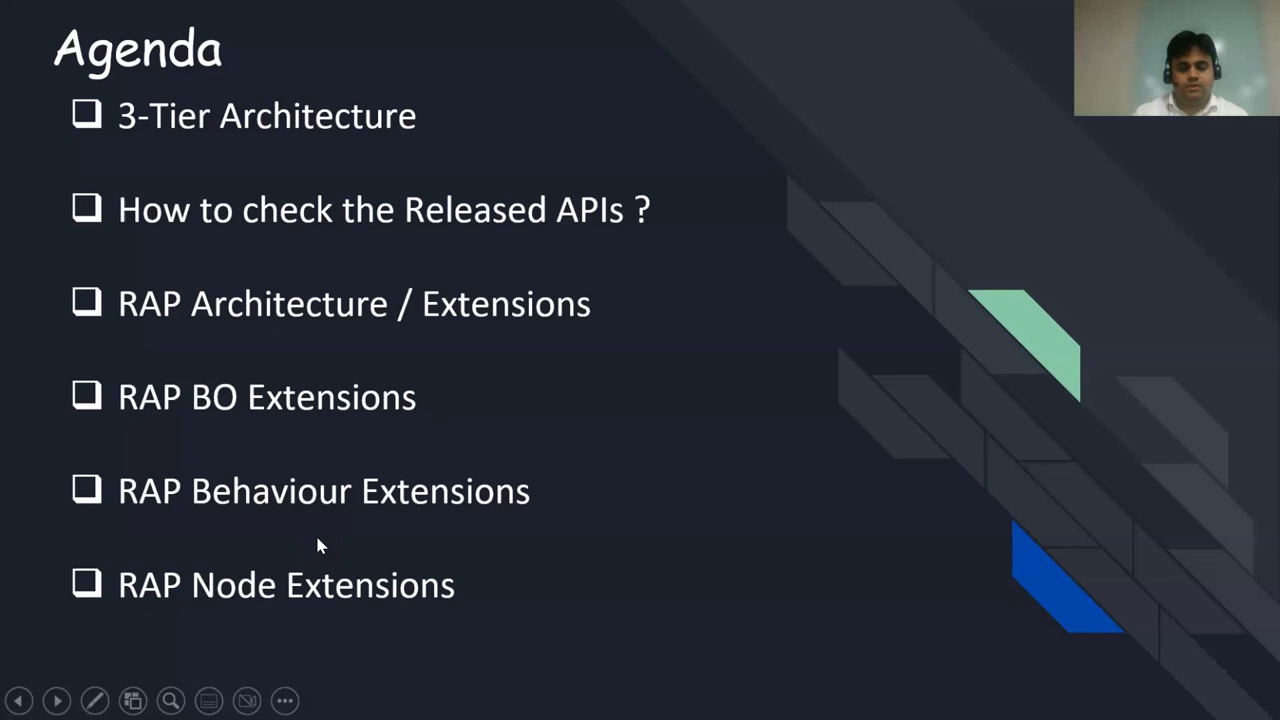 Agenda
3-Tier Architecture
How to check the Released APIs ?
RAP Architecture / Extensions
RAP BO Extensions
RAP Behaviour Extensions
RAP Node Extensions